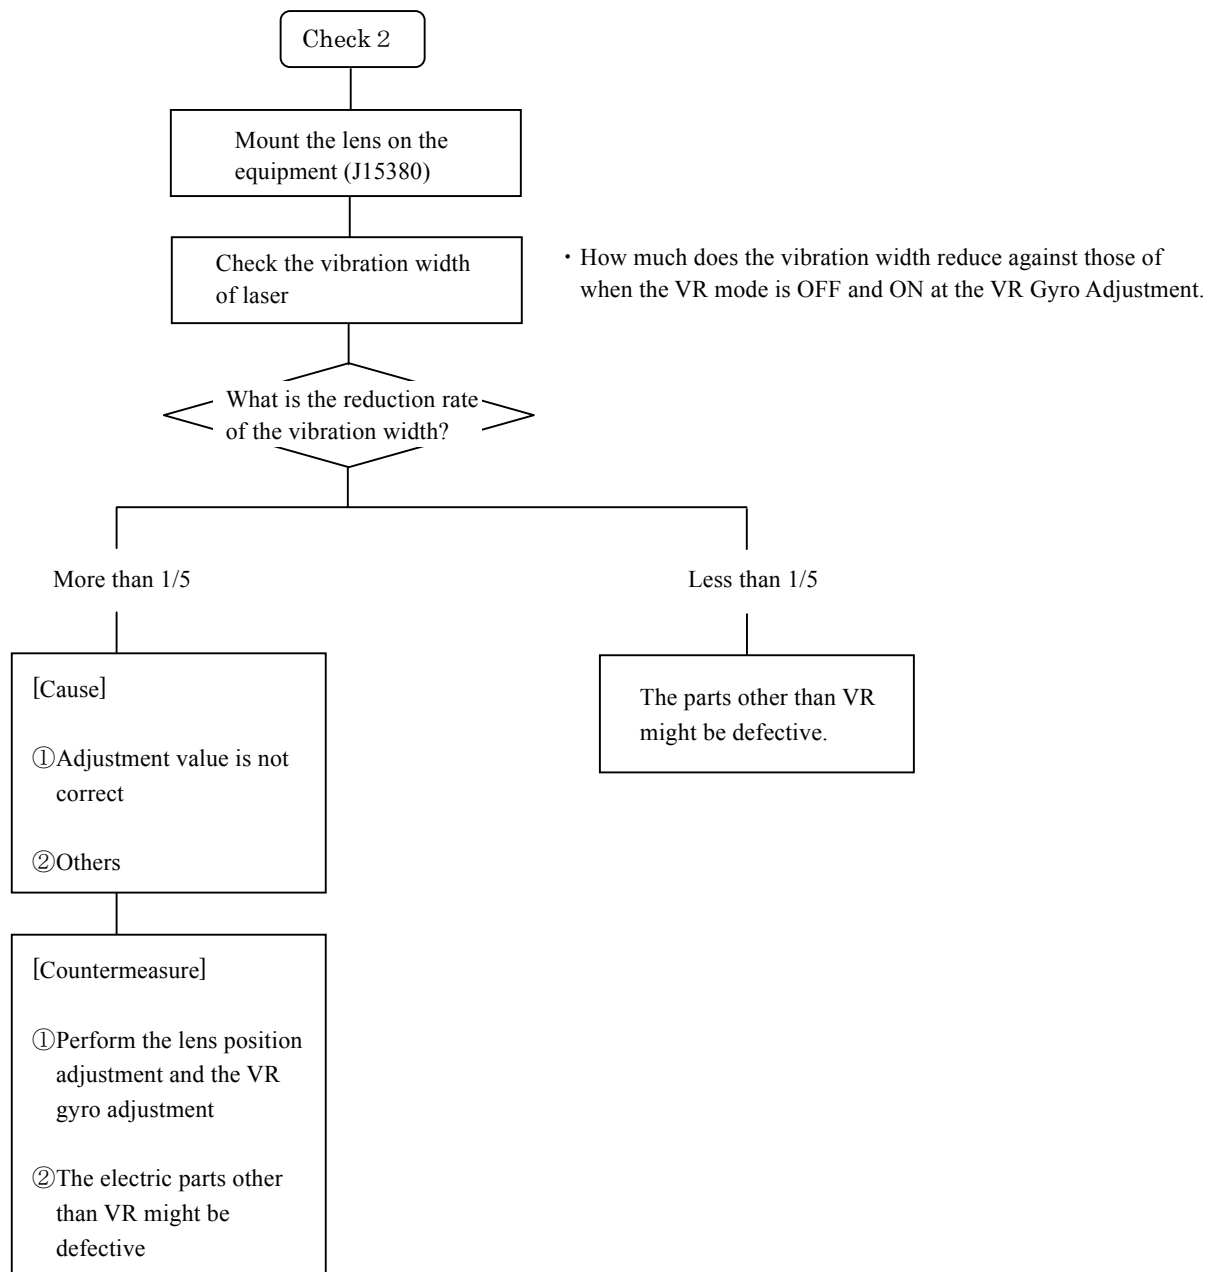 Check 2
Mount the lens on the
equipment (J15380)
Check the vibration width
of laser
・How much does the vibration width reduce against those of
when the VR mode is OFF and ON at the VR Gyro Adjustment.
What is the reduction rate
of the vibration width?
More than 1/5
Less than 1/5
[Cause]
①Adjustment value is not
correct
②Others
The parts other than VR
might be defective.
[Countermeasure]
①Perform the lens position
adjustment and the VR
gyro adjustment
②The electric parts other
than VR might be
defective